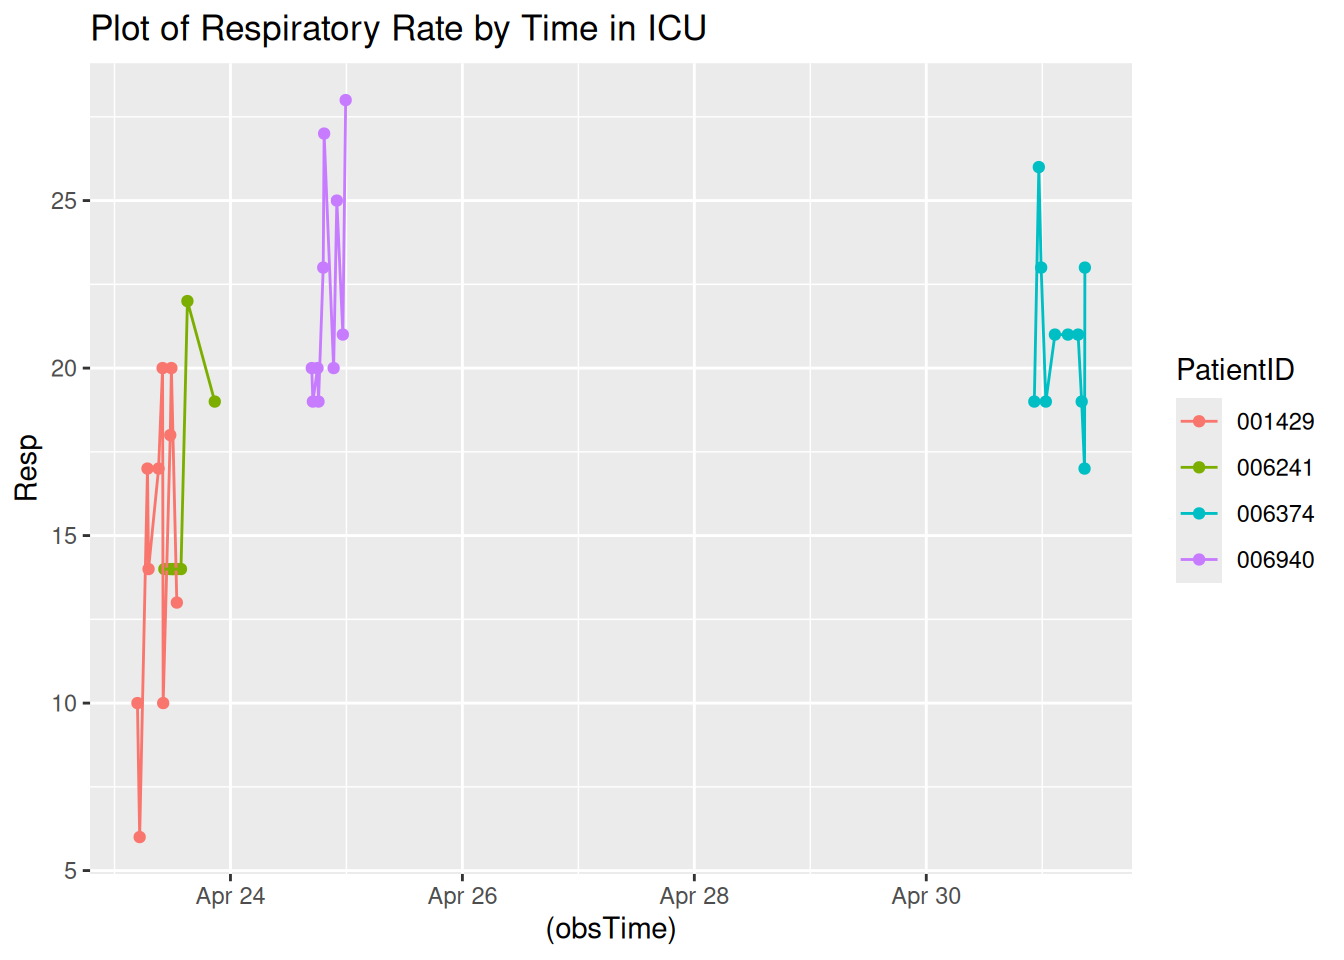 Plot of Respiratory Rate by Time in ICU
25
20
15
10
5
Resp
Apr 24
Apr 26
Apr 28
Apr 30
(obsTime)
PatientID
001429
006241
006374
006940